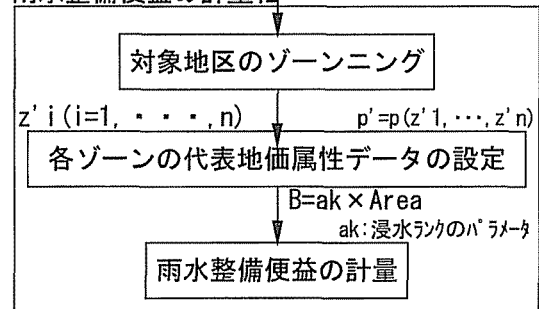 雨水整備便益の計量化
対象地区のゾーンニング
z'i(i=1, ・・・, n)
p'=p(z'1, ・・・, z'n)
各ゾーンの代表地価属性データの設定
B=ak×Area
ak:浸水ランクのパラメータ
雨水整備便益の計量